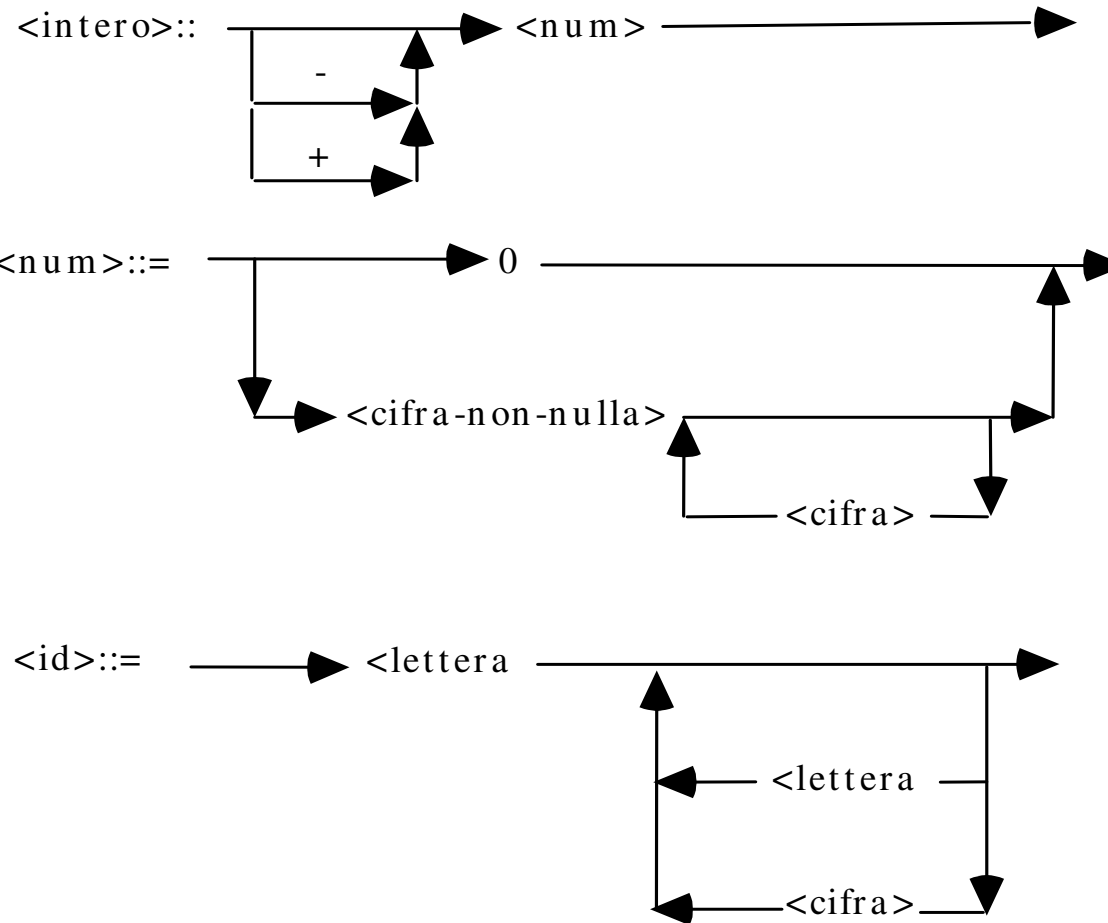 <intero>:: <num>
-
+
<num>::= 0
<cifra-non-nulla>
<cifra>
<id>::= <lettera
<lettera
<cifra>